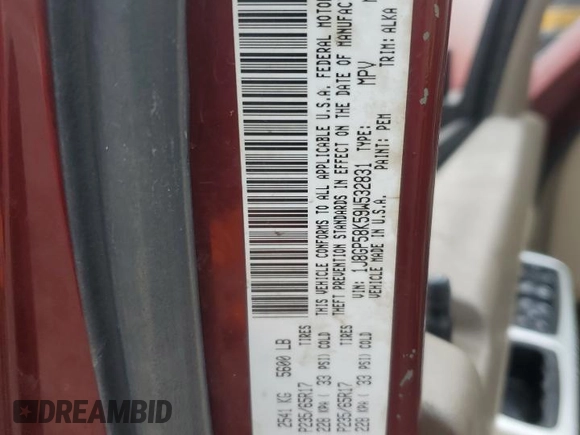 2541 KG 5600 LB
P235/65R17 TIRES
228 KPA ( 33 PSI) COLD
P235/65R17 TIRES
228 KPA ( 33 PSI) COLD
THIS VEHICLE CONFORMS TO ALL APPLICABLE U.S.A. FEDERAL MOTOR
THEFT PREVENTION STANDARDS IN EFFECT ON THE DATE OF MANUFAC
VIN: 1J8GP58K59W532831 TYPE: MPV
VEHICLE MADE IN U.S.A. PAINT: PEM TRIM: ALKA
DREAMBID
DREAMBID